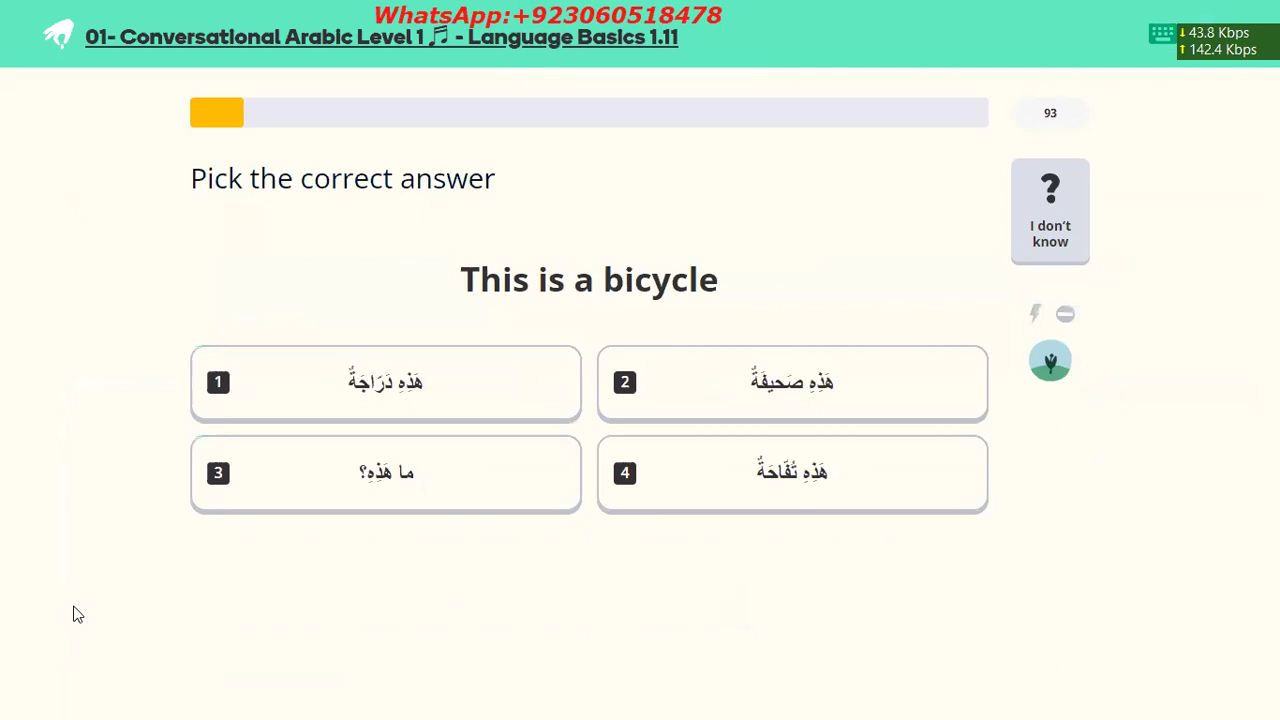 WhatsApp:+923060518478
01- Conversational Arabic Level 1 🎵 - Language Basics 1.11
43.8 Kbps
142.4 Kbps
93
Pick the correct answer
?
I don't
know
This is a bicycle
1 هَذِهِ دَرّاجَةٌ
2 هَذِهِ صَحيفَةٌ
3 ما هَذِهِ؟
4 هَذِهِ تُفّاحَةٌ